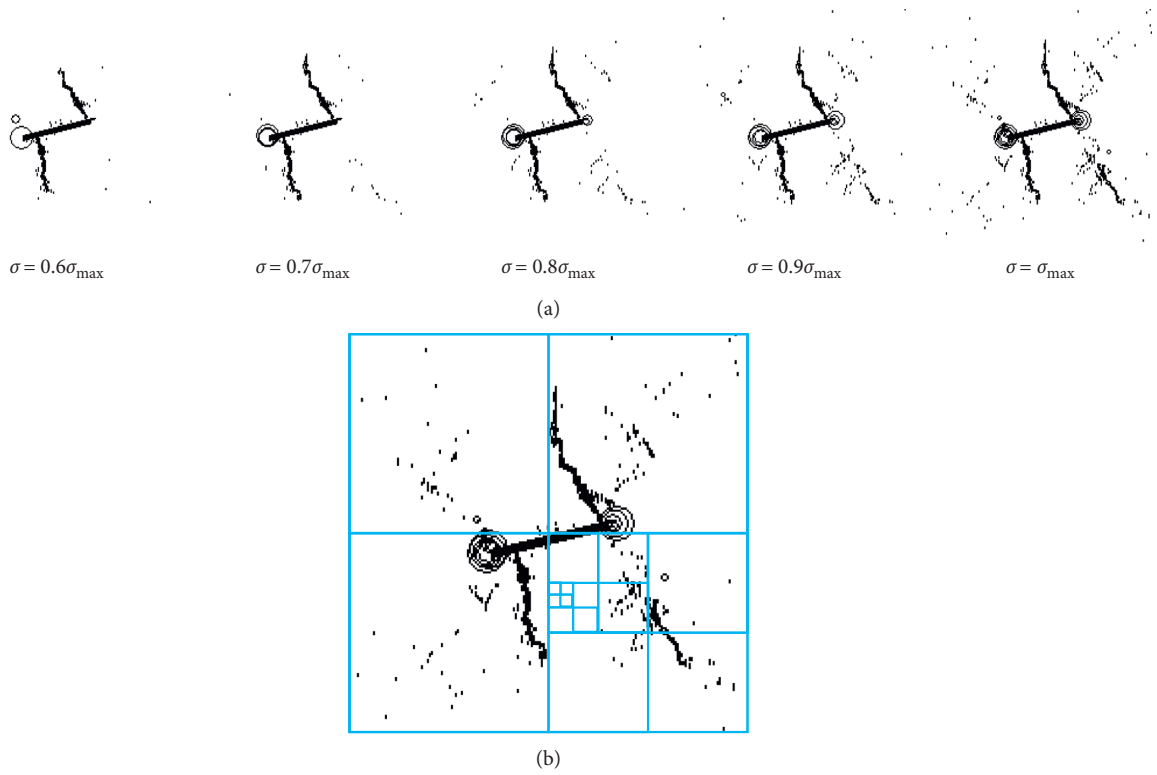 σ = 0.6σmax σ = 0.7σmax σ = 0.8σmax σ = 0.9σmax σ = σmax
(a)
(b)